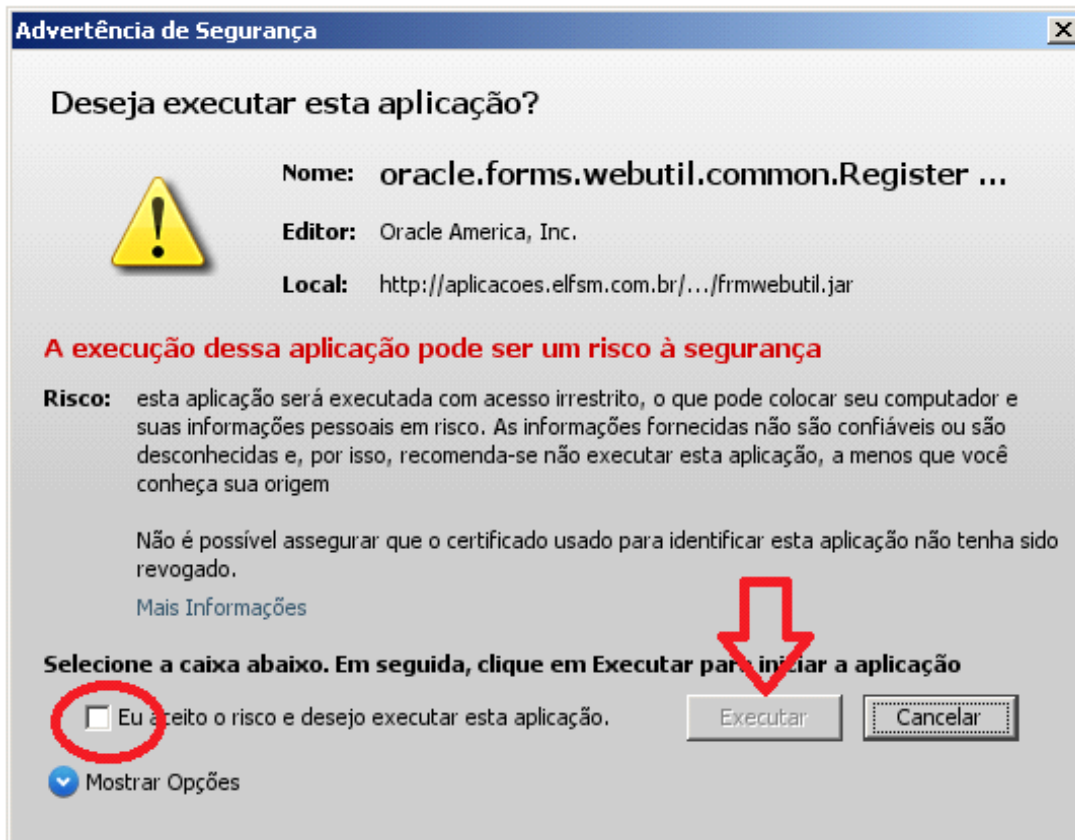 Advertência de Segurança
Deseja executar esta aplicação?
Nome: oracle.forms.webutil.common.Register ...
Editor: Oracle America, Inc.
Local: http://aplicacoes.elfsm.com.br/.../frmwebutil.jar
A execução dessa aplicação pode ser um risco à segurança
Risco: esta aplicação será executada com acesso irrestrito, o que pode colocar seu computador e
suas informações pessoais em risco. As informações fornecidas não são confiáveis ou são
desconhecidas e, por isso, recomenda-se não executar esta aplicação, a menos que você
conheça sua origem
Não é possível assegurar que o certificado usado para identificar esta aplicação não tenha sido
revogado.
Mais Informações
Selecione a caixa abaixo. Em seguida, clique em Executar para iniciar a aplicação
Eu aceito o risco e desejo executar esta aplicação. Executar Cancelar
Mostrar Opções